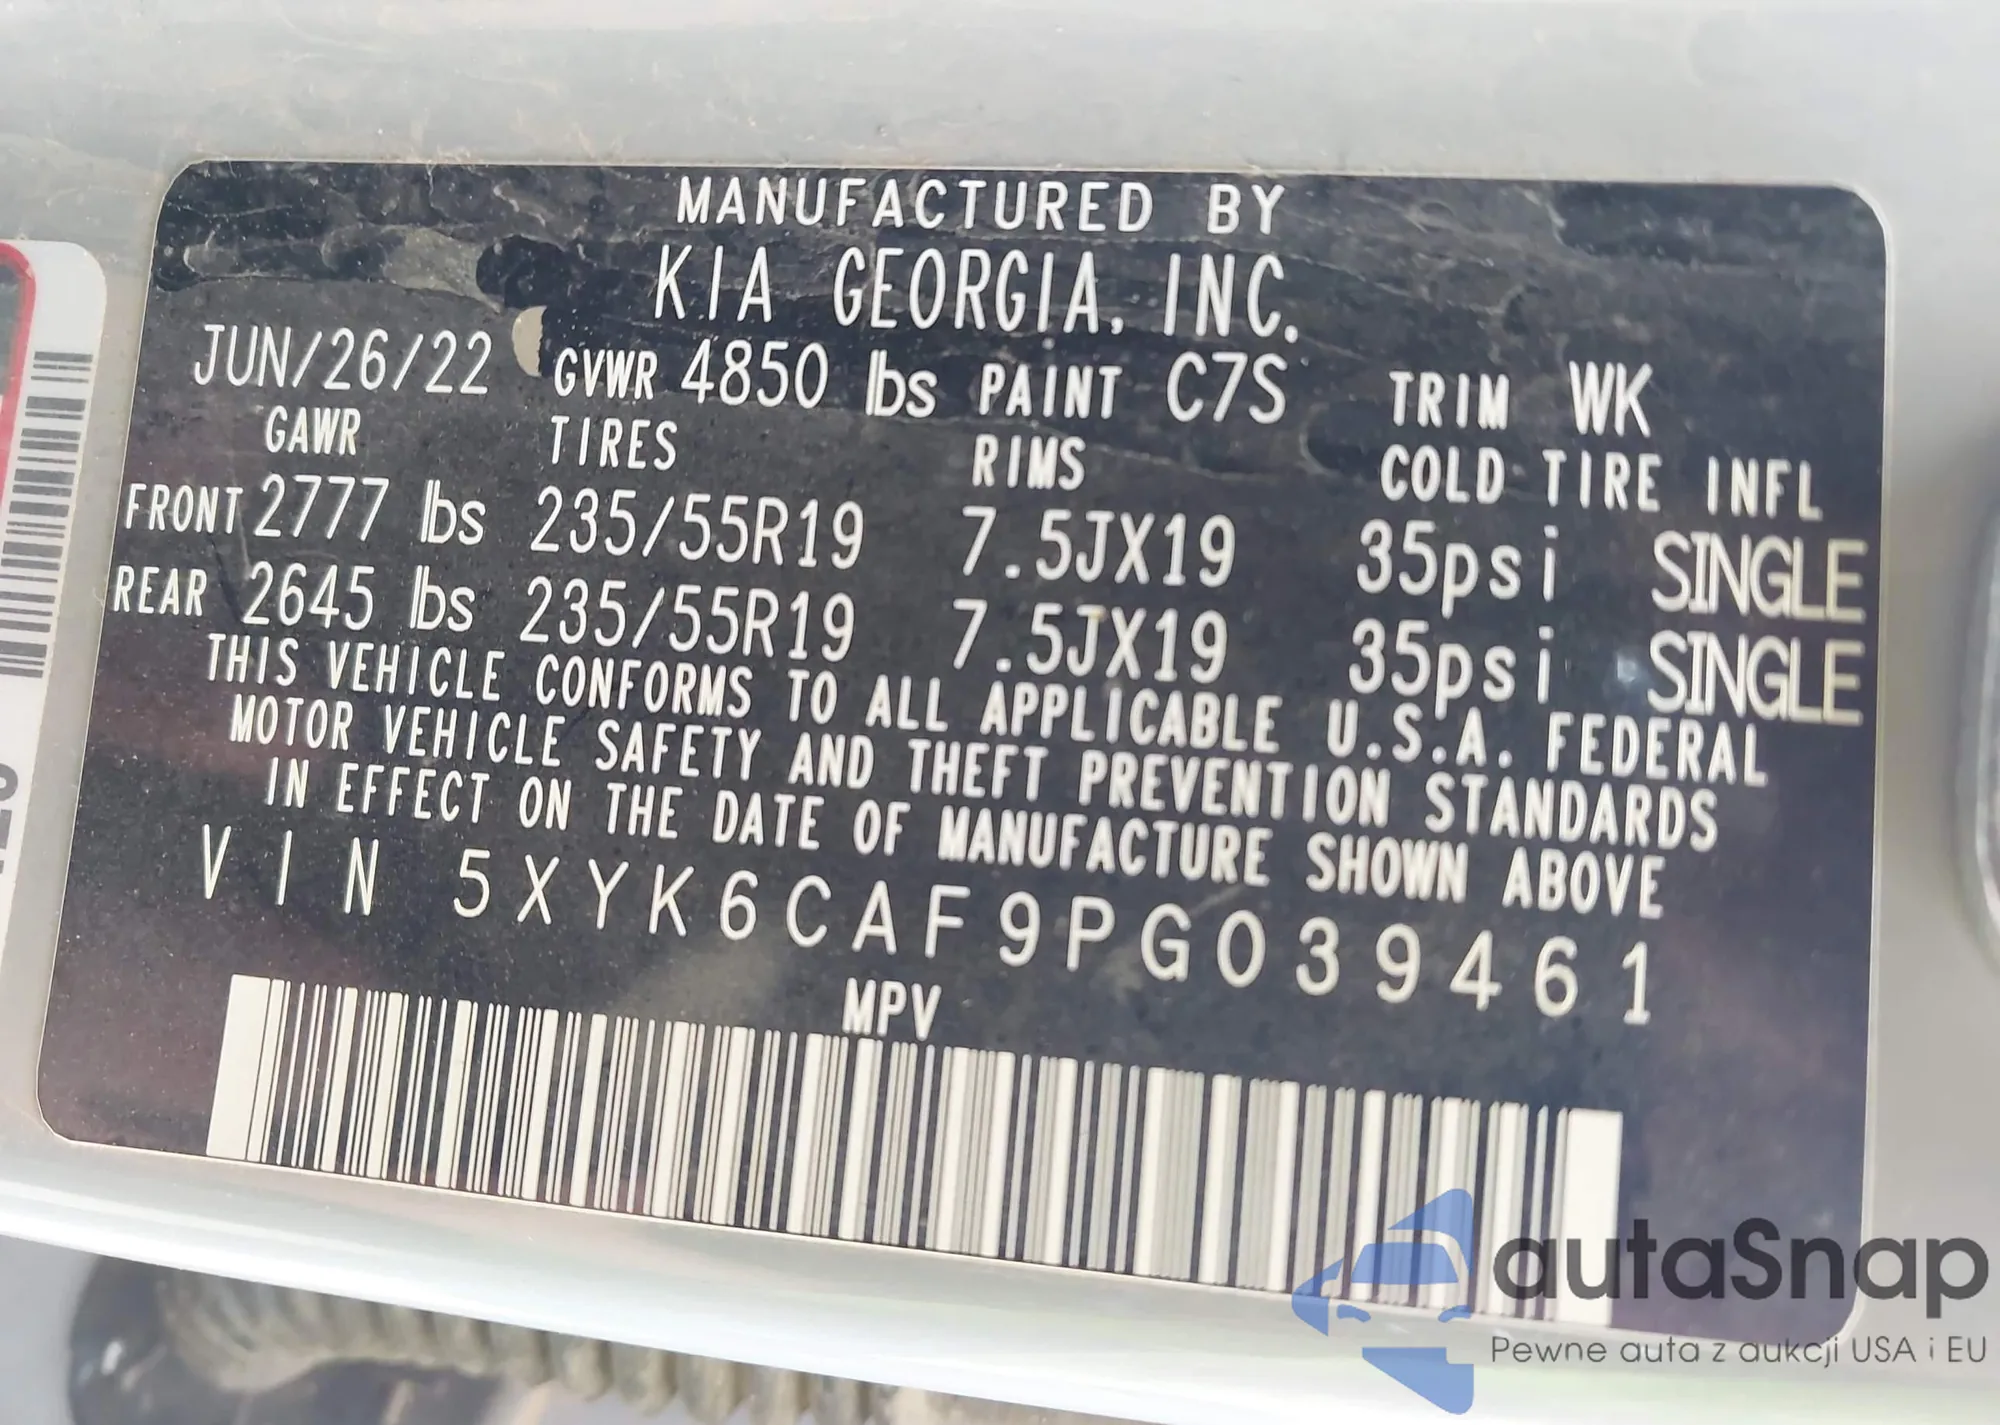 MANUFACTURED BY
KIA GEORGIA, INC.
JUN/26/22 GVWR 4850 lbs PAINT C7S TRIM WK
GAWR TIRES RIMS COLD TIRE INFL
FRONT 2777 lbs 235/55R19 7.5JX19 35psi SINGLE
REAR 2645 lbs 235/55R19 7.5JX19 35psi SINGLE
THIS VEHICLE CONFORMS TO ALL APPLICABLE U.S.A. FEDERAL
MOTOR VEHICLE SAFETY AND THEFT PREVENTION STANDARDS
IN EFFECT ON THE DATE OF MANUFACTURE SHOWN ABOVE
VIN 5XYK6CAF9PG039461
MPV
autaSnap
Pewne auta z aukcji USA i EU